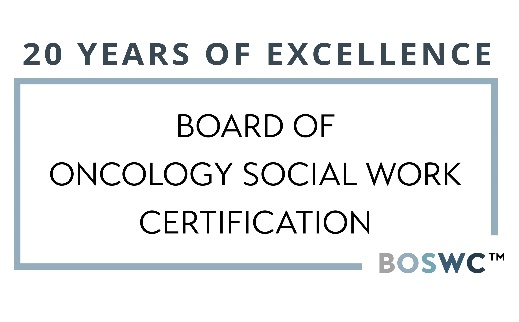 20 YEARS OF EXCELLENCE
BOARD OF
ONCOLOGY SOCIAL WORK
CERTIFICATION
BOSWC™